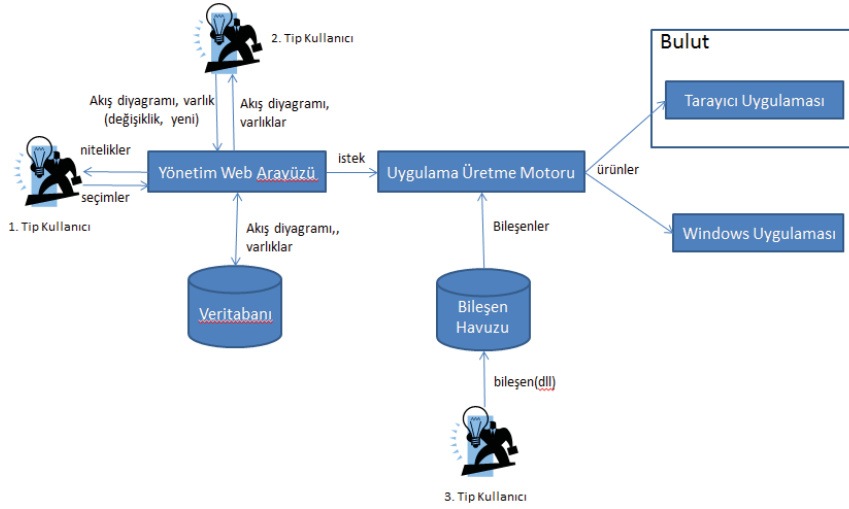 2. Tip Kullanıcı
Bulut
Tarayıcı Uygulaması
Akış diyagramı, varlık
(değişiklik, yeni)
Akış diyagramı,
varlıklar
nitelikler
seçimler
1. Tip Kullanıcı
Yönetim Web Arayüzü
istek
Uygulama Üretme Motoru
ürünler
Windows Uygulaması
Akış diyagramı,,
varlıklar
Bileşenler
Veritabanı
Bileşen
Havuzu
bileşen(dll)
3. Tip Kullanıcı